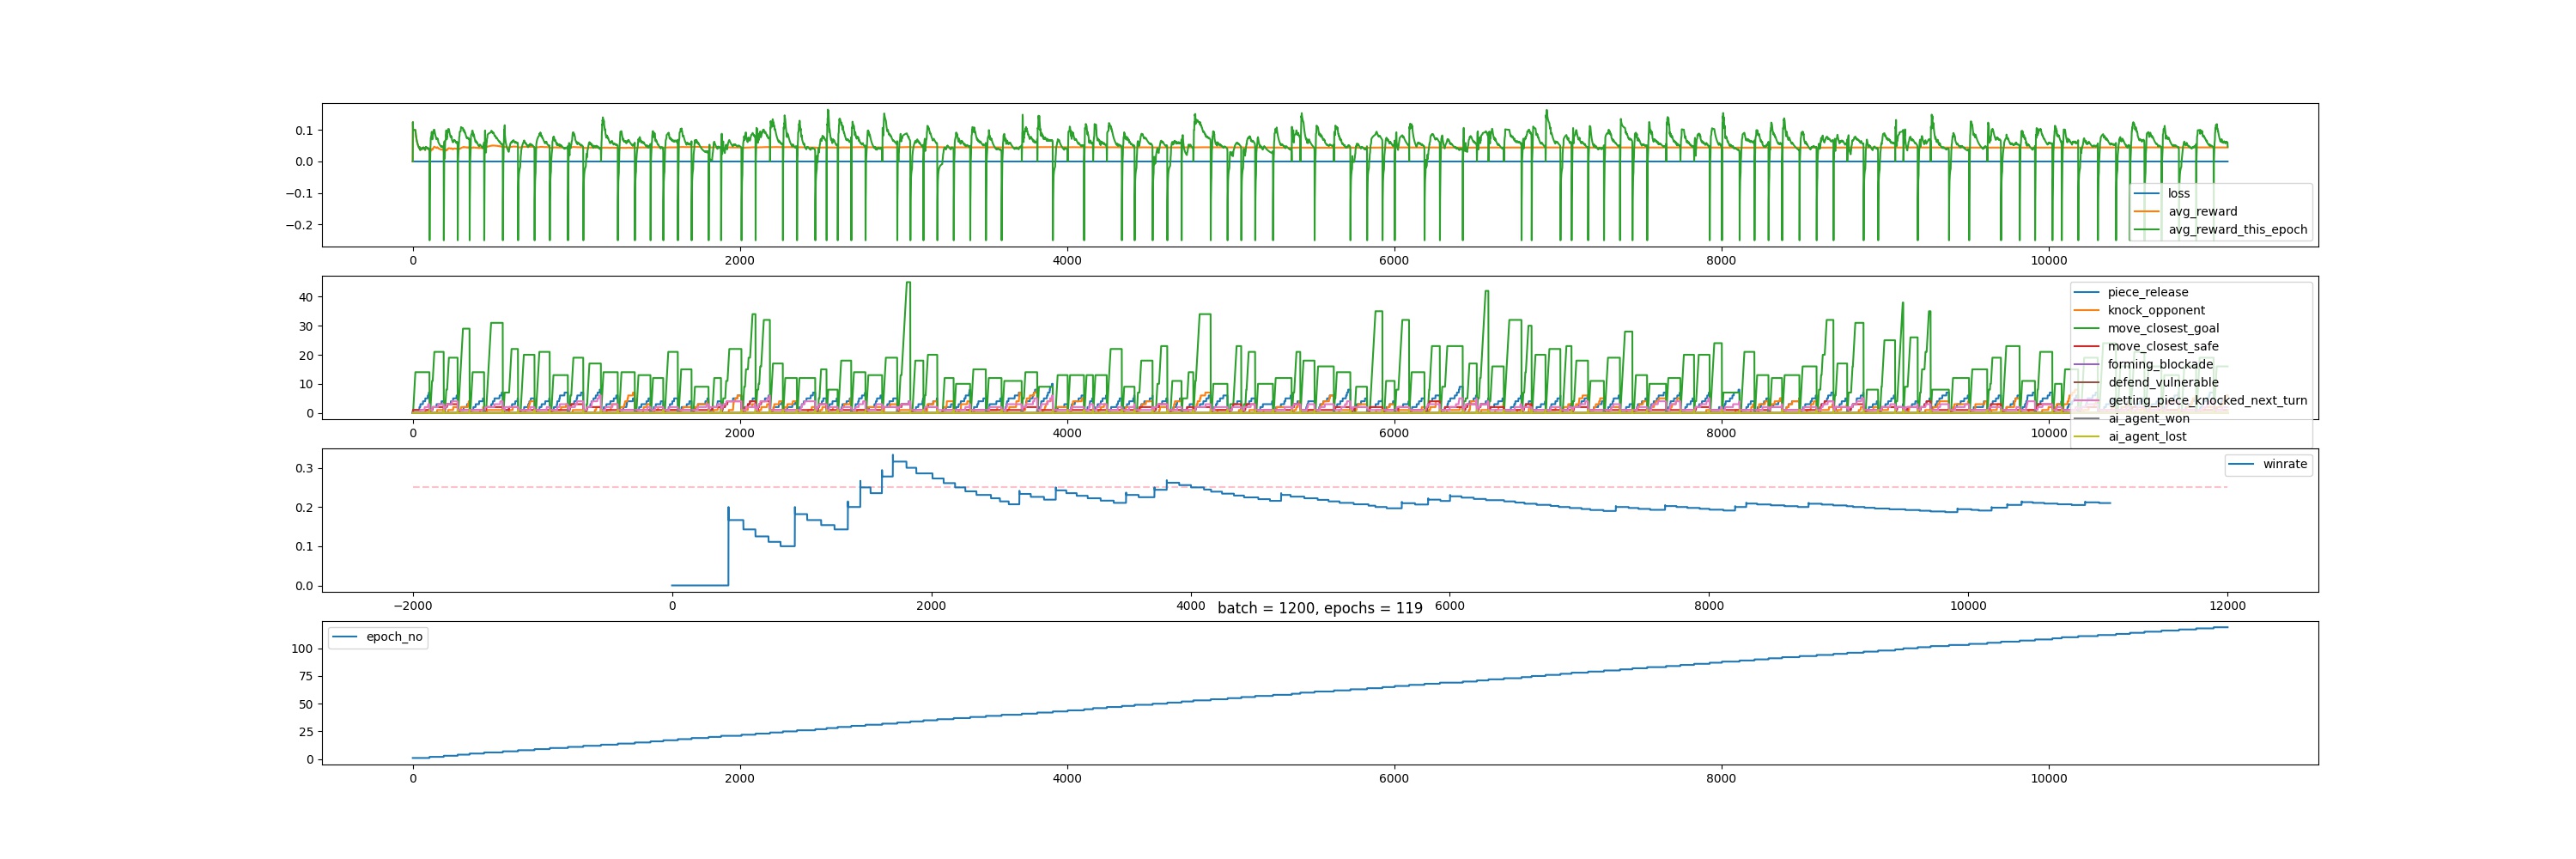 0.1
0.0
−0.1
−0.2
loss
avg_reward
avg_reward_this_epoch
0 2000 4000 6000 8000 10000
40
30
20
10
0
piece_release
knock_opponent
move_closest_goal
move_closest_safe
forming_blockade
defend_vulnerable
getting_piece_knocked_next_turn
ai_agent_won
ai_agent_lost
0 2000 4000 6000 8000 10000
0.3
0.2
0.1
0.0
winrate
−2000 0 2000 4000 6000 8000 10000 12000
batch = 1200, epochs = 119
epoch_no
100
75
50
25
0
0 2000 4000 6000 8000 10000